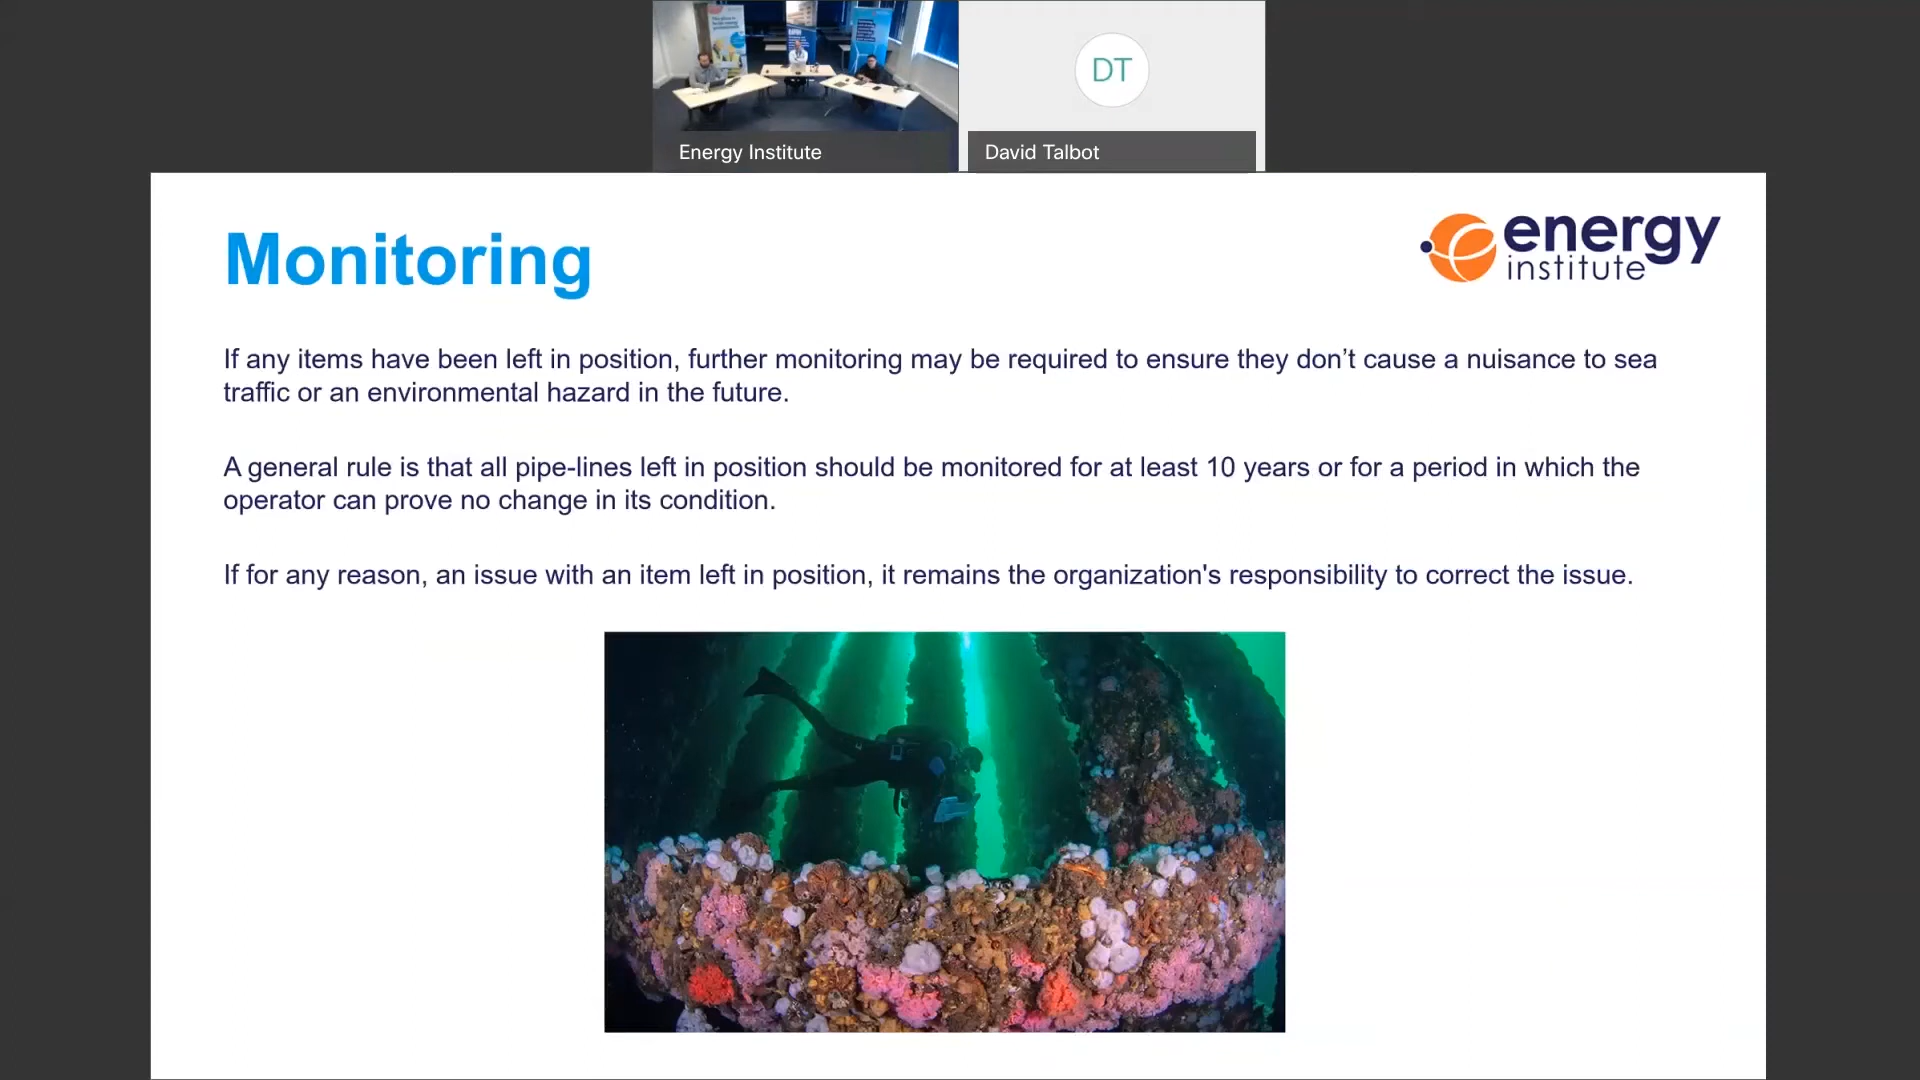 Energy Institute
DT
David Talbot
Monitoring
energy
institute
If any items have been left in position, further monitoring may be required to ensure they don’t cause a nuisance to sea
traffic or an environmental hazard in the future.
A general rule is that all pipe-lines left in position should be monitored for at least 10 years or for a period in which the
operator can prove no change in its condition.
If for any reason, an issue with an item left in position, it remains the organization's responsibility to correct the issue.